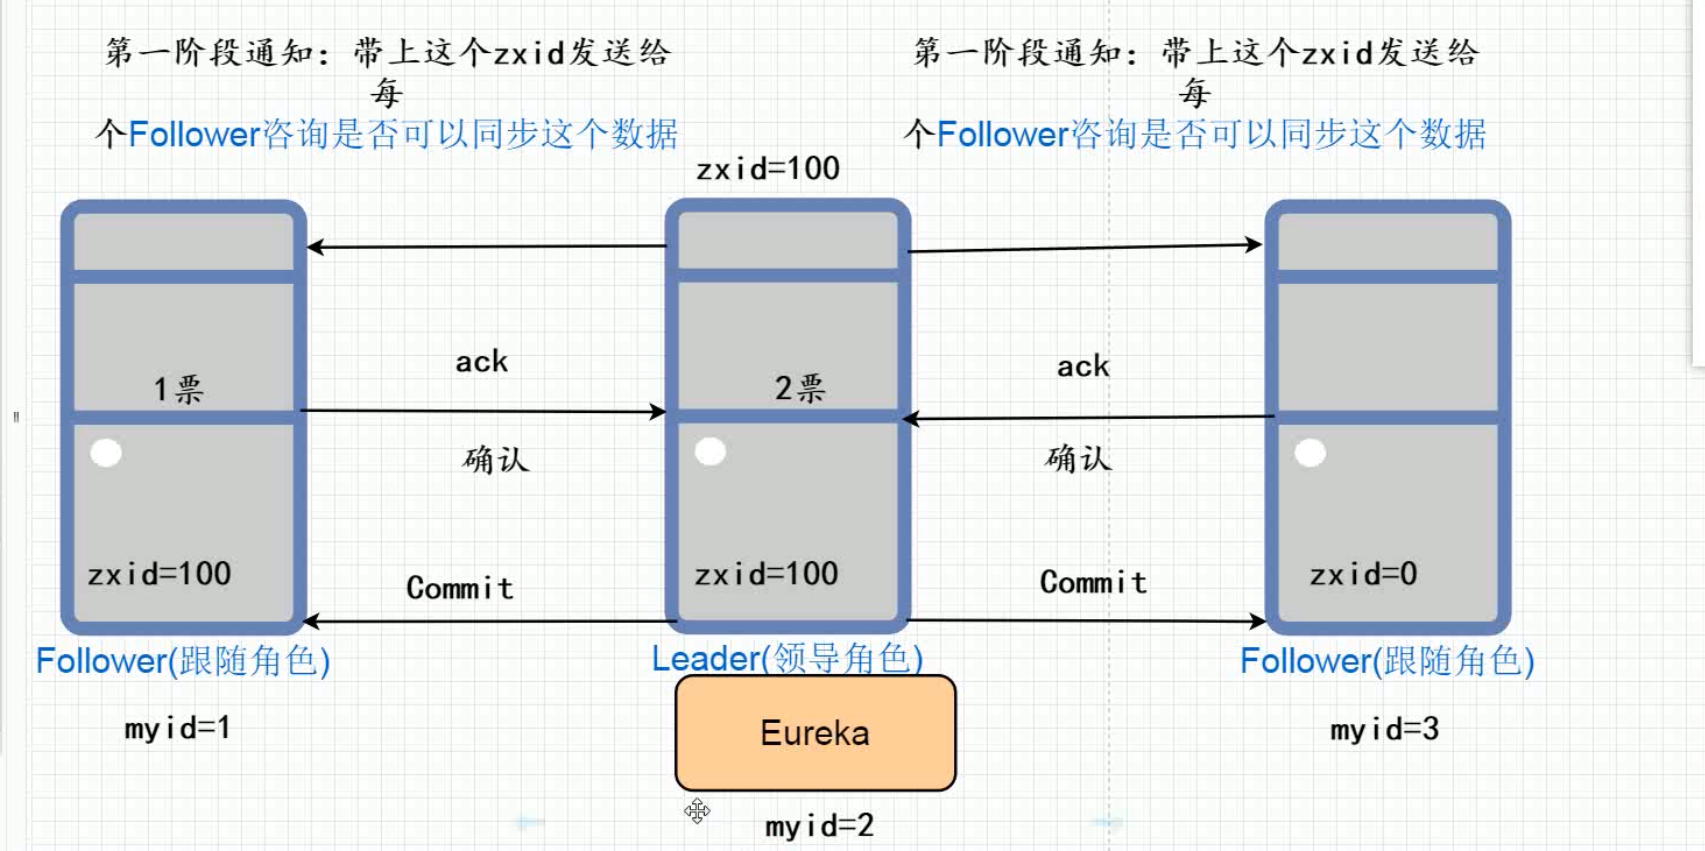 第一阶段通知：带上这个zxid发送给
每
个Follower咨询是否可以同步这个数据
第一阶段通知：带上这个zxid发送给
每
个Follower咨询是否可以同步这个数据
zxid=100
ack
ack
1票
2票
确认
确认
zxid=100
Commit
zxid=100
Commit
zxid=0
Follower(跟随角色)
Leader(领导角色)
Follower(跟随角色)
myid=1
Eureka
myid=3
myid=2